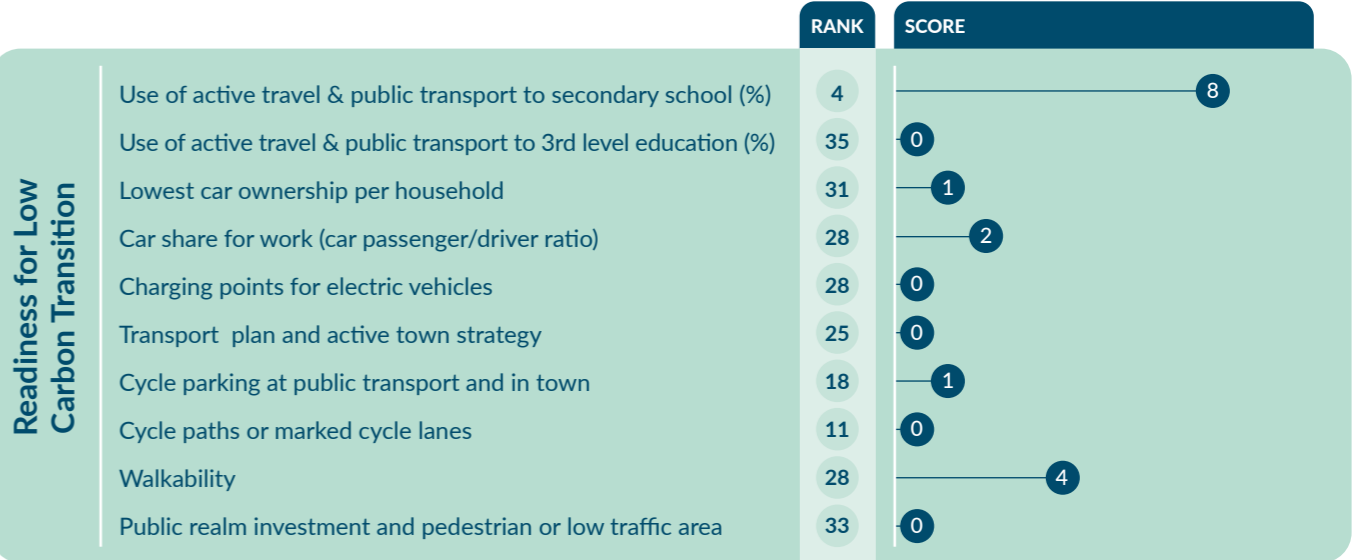 RANK SCORE
Readiness for Low
Carbon Transition
Use of active travel & public transport to secondary school (%) 4 8
Use of active travel & public transport to 3rd level education (%) 35 0
Lowest car ownership per household 31 1
Car share for work (car passenger/driver ratio) 28 2
Charging points for electric vehicles 28 0
Transport  plan and active town strategy 25 0
Cycle parking at public transport and in town 18 1
Cycle paths or marked cycle lanes 11 0
Walkability 28 4
Public realm investment and pedestrian or low traffic area 33 0